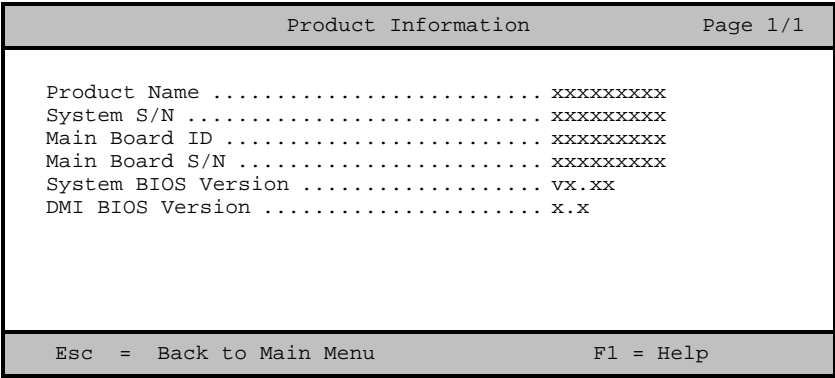 Product Information Page 1/1
Product Name .......................... xxxxxxxxx
System S/N ............................ xxxxxxxxx
Main Board ID ......................... xxxxxxxxx
Main Board S/N ........................ xxxxxxxxx
System BIOS Version ................... vx.xx
DMI BIOS Version ...................... x.x
Esc = Back to Main Menu F1 = Help